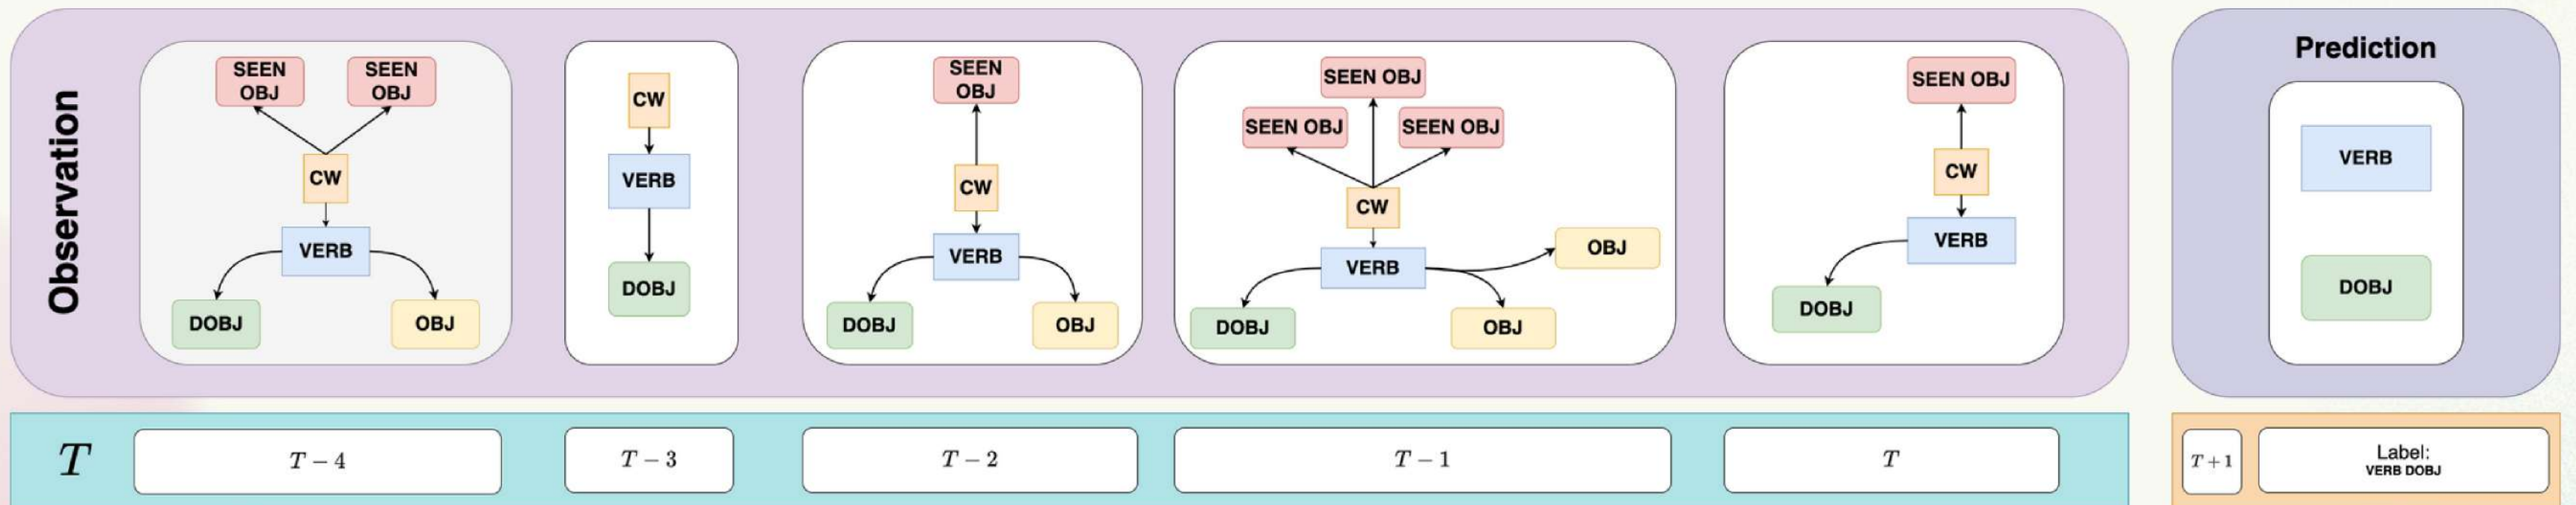 Observation
SEEN
OBJ
SEEN
OBJ
CW
VERB
DOBJ
OBJ
CW
VERB
DOBJ
SEEN
OBJ
CW
VERB
DOBJ
OBJ
SEEN OBJ
SEEN OBJ
SEEN OBJ
CW
VERB
OBJ
DOBJ
OBJ
SEEN OBJ
CW
VERB
DOBJ
Prediction
VERB
DOBJ
T
T − 4
T − 3
T − 2
T − 1
T
T + 1
Label:
VERB DOBJ